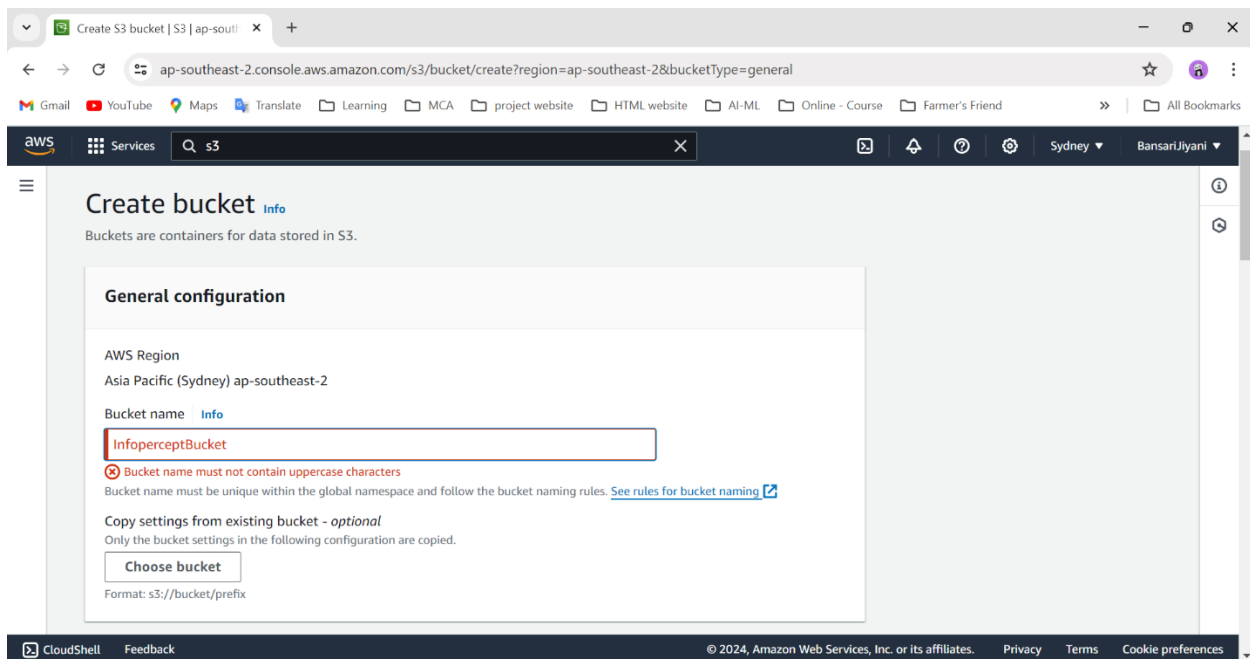 Create S3 bucket | S3 | ap-south
ap-southeast-2.console.aws.amazon.com/s3/bucket/create?region=ap-southeast-2&bucketType=general
Gmail YouTube Maps Translate Learning MCA project website HTML website AI-ML Online - Course Farmer's Friend » All Bookmarks
aws Services s3 Sydney BansariJiyani
Create bucket Info
Buckets are containers for data stored in S3.
General configuration
AWS Region
Asia Pacific (Sydney) ap-southeast-2
Bucket name Info
InfoperceptBucket
Bucket name must not contain uppercase characters
Bucket name must be unique within the global namespace and follow the bucket naming rules. See rules for bucket naming
Copy settings from existing bucket - optional
Only the bucket settings in the following configuration are copied.
Choose bucket
Format: s3://bucket/prefix
CloudShell Feedback © 2024, Amazon Web Services, Inc. or its affiliates. Privacy Terms Cookie preferences